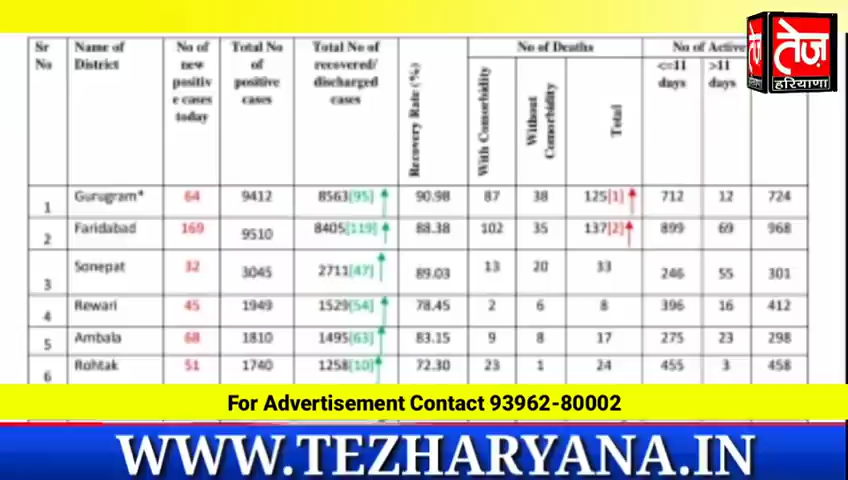 तेज़
हरियाणा
Sr No | Name of District | No of new positiv e cases today | Total No of positive cases | Total No of recovered/ discharged cases | Recovery Rate (%) | No of Deaths | No of Active
With Comorbidity | Without Comorbidity | Total | <=11 days | >11 days
1 Gurugram* 64 9412 8563[95] 90.98 87 38 125[1] 712 12 724
2 Faridabad 169 9510 8405[119] 88.38 102 35 137[2] 899 69 968
3 Sonepat 32 3045 2711[47] 89.03 13 20 33 246 55 301
4 Rewari 45 1949 1529[54] 78.45 2 6 8 396 16 412
5 Ambala 68 1810 1495[63] 83.15 9 8 17 275 23 298
6 Rohtak 51 1740 1258[10] 72.30 23 1 24 455 3 458
For Advertisement Contact 93962-80002
WWW.TEZHARYANA.IN